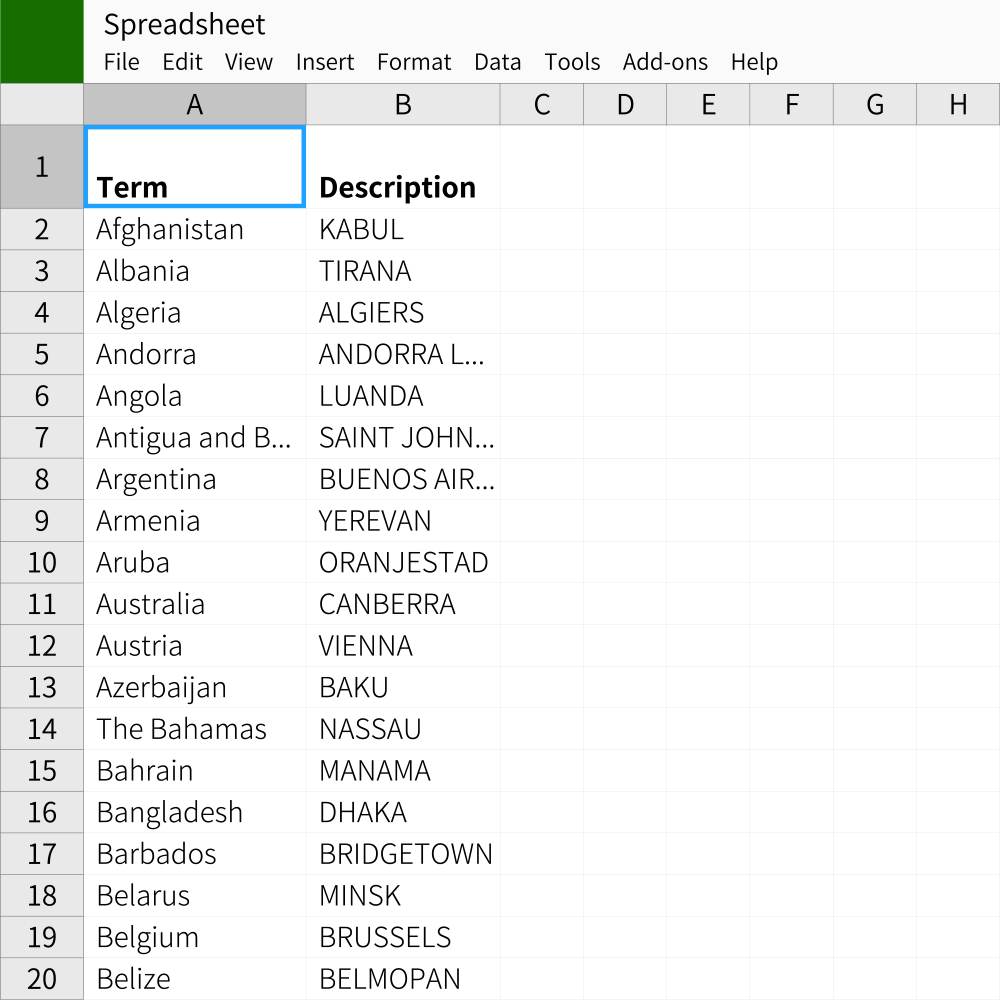 Spreadsheet
File Edit View Insert Format Data Tools Add-ons Help
A B C D E F G H
1 Term Description
2 Afghanistan KABUL
3 Albania TIRANA
4 Algeria ALGIERS
5 Andorra ANDORRA L...
6 Angola LUANDA
7 Antigua and B... SAINT JOHN...
8 Argentina BUENOS AIR...
9 Armenia YEREVAN
10 Aruba ORANJESTAD
11 Australia CANBERRA
12 Austria VIENNA
13 Azerbaijan BAKU
14 The Bahamas NASSAU
15 Bahrain MANAMA
16 Bangladesh DHAKA
17 Barbados BRIDGETOWN
18 Belarus MINSK
19 Belgium BRUSSELS
20 Belize BELMOPAN